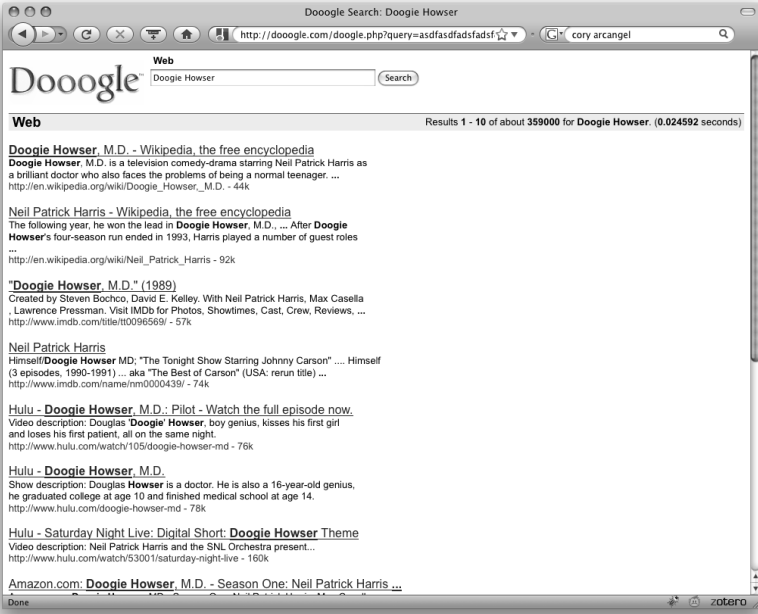 Dooogle Search: Doogie Howser
http://dooogle.com/doogle.php?query=asdfasdfadsfadsf
G
cory arcangel
Dooogle™
Web
Doogie Howser
Search
Web
Results 1 - 10 of about 359000 for Doogie Howser. (0.024592 seconds)
Doogie Howser, M.D. - Wikipedia, the free encyclopedia
Doogie Howser, M.D. is a television comedy-drama starring Neil Patrick Harris as
a brilliant doctor who also faces the problems of being a normal teenager. ...
http://en.wikipedia.org/wiki/Doogie_Howser,_M.D. - 44k
Neil Patrick Harris - Wikipedia, the free encyclopedia
The following year, he won the lead in Doogie Howser, M.D., ... After Doogie
Howser's four-season run ended in 1993, Harris played a number of guest roles
...
http://en.wikipedia.org/wiki/Neil_Patrick_Harris - 92k
"Doogie Howser, M.D." (1989)
Created by Steven Bochco, David E. Kelley. With Neil Patrick Harris, Max Casella
, Lawrence Pressman. Visit IMDb for Photos, Showtimes, Cast, Crew, Reviews, ...
http://www.imdb.com/title/tt0096569/ - 57k
Neil Patrick Harris
Himself/Doogie Howser MD; "The Tonight Show Starring Johnny Carson" .... Himself
(3 episodes, 1990-1991) ... aka "The Best of Carson" (USA: rerun title) ...
http://www.imdb.com/name/nm0000439/ - 74k
Hulu - Doogie Howser, M.D.: Pilot - Watch the full episode now.
Video description: Douglas 'Doogie' Howser, boy genius, kisses his first girl
and loses his first patient, all on the same night.
http://www.hulu.com/watch/105/doogie-howser-md - 76k
Hulu - Doogie Howser, M.D.
Show description: Douglas Howser is a doctor. He is also a 16-year-old genius,
he graduated college at age 10 and finished medical school at age 14.
http://www.hulu.com/doogie-howser-md - 78k
Hulu - Saturday Night Live: Digital Short: Doogie Howser Theme
Video description: Neil Patrick Harris and the SNL Orchestra present...
http://www.hulu.com/watch/53001/saturday-night-live - 160k
Amazon.com: Doogie Howser, M.D. - Season One: Neil Patrick Harris ...
Done
zotero